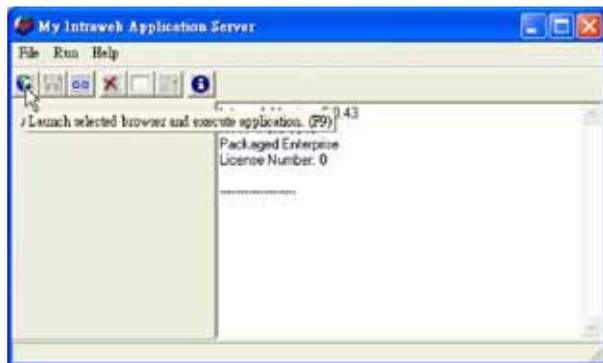 My Intraweb Application Server
File Run Help
Launch selected browser and execute application. (F9)
43
Packaged Enterprise
License Number: 0
--------------------